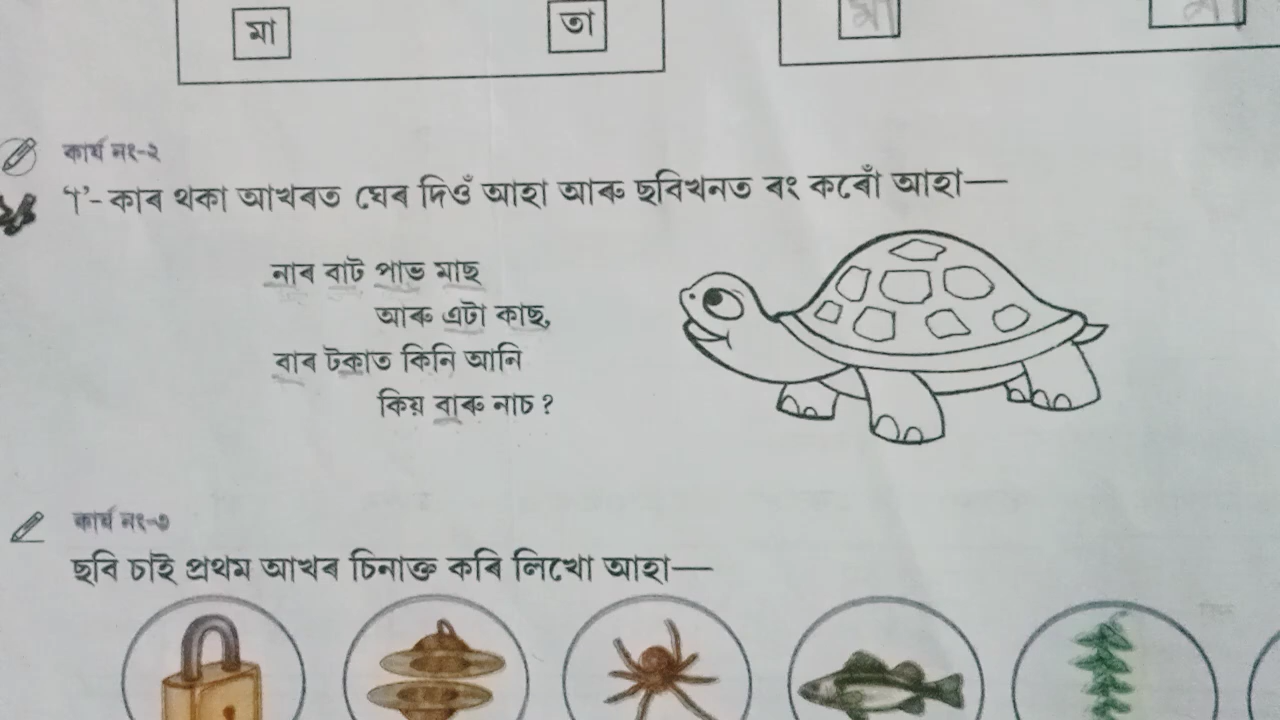 মা তা মা
কাৰ্য নং-২
'া'- কাৰ থকা আখৰত ঘেৰ দিওঁ আহা আৰু ছবিখনত ৰং কৰোঁ আহা—
নাৰ বাট পাভ মাছ
আৰু এটা কাছ,
বাৰ টকাত কিনি আনি
কিয় বাৰু নাচ ?
কাৰ্য নং-৩
ছবি চাই প্ৰথম আখৰ চিনাক্ত কৰি লিখো আহা—